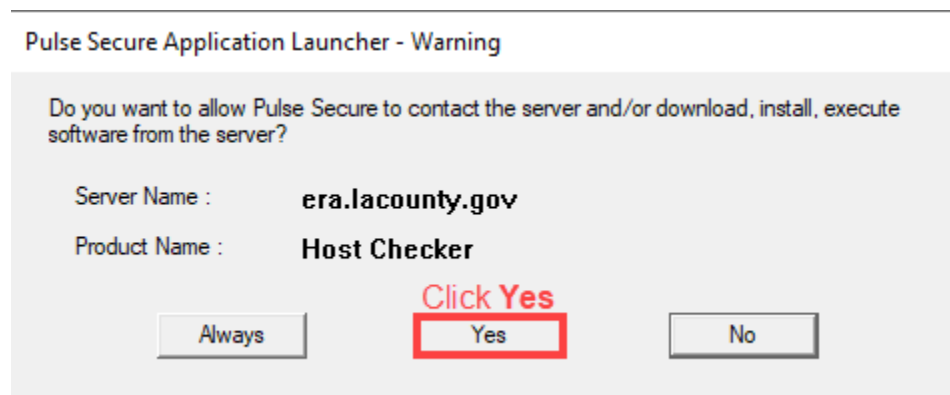 Pulse Secure Application Launcher - Warning
Do you want to allow Pulse Secure to contact the server and/or download, install, execute
software from the server?
Server Name : era.lacounty.gov
Product Name : Host Checker
Click Yes
Always Yes No